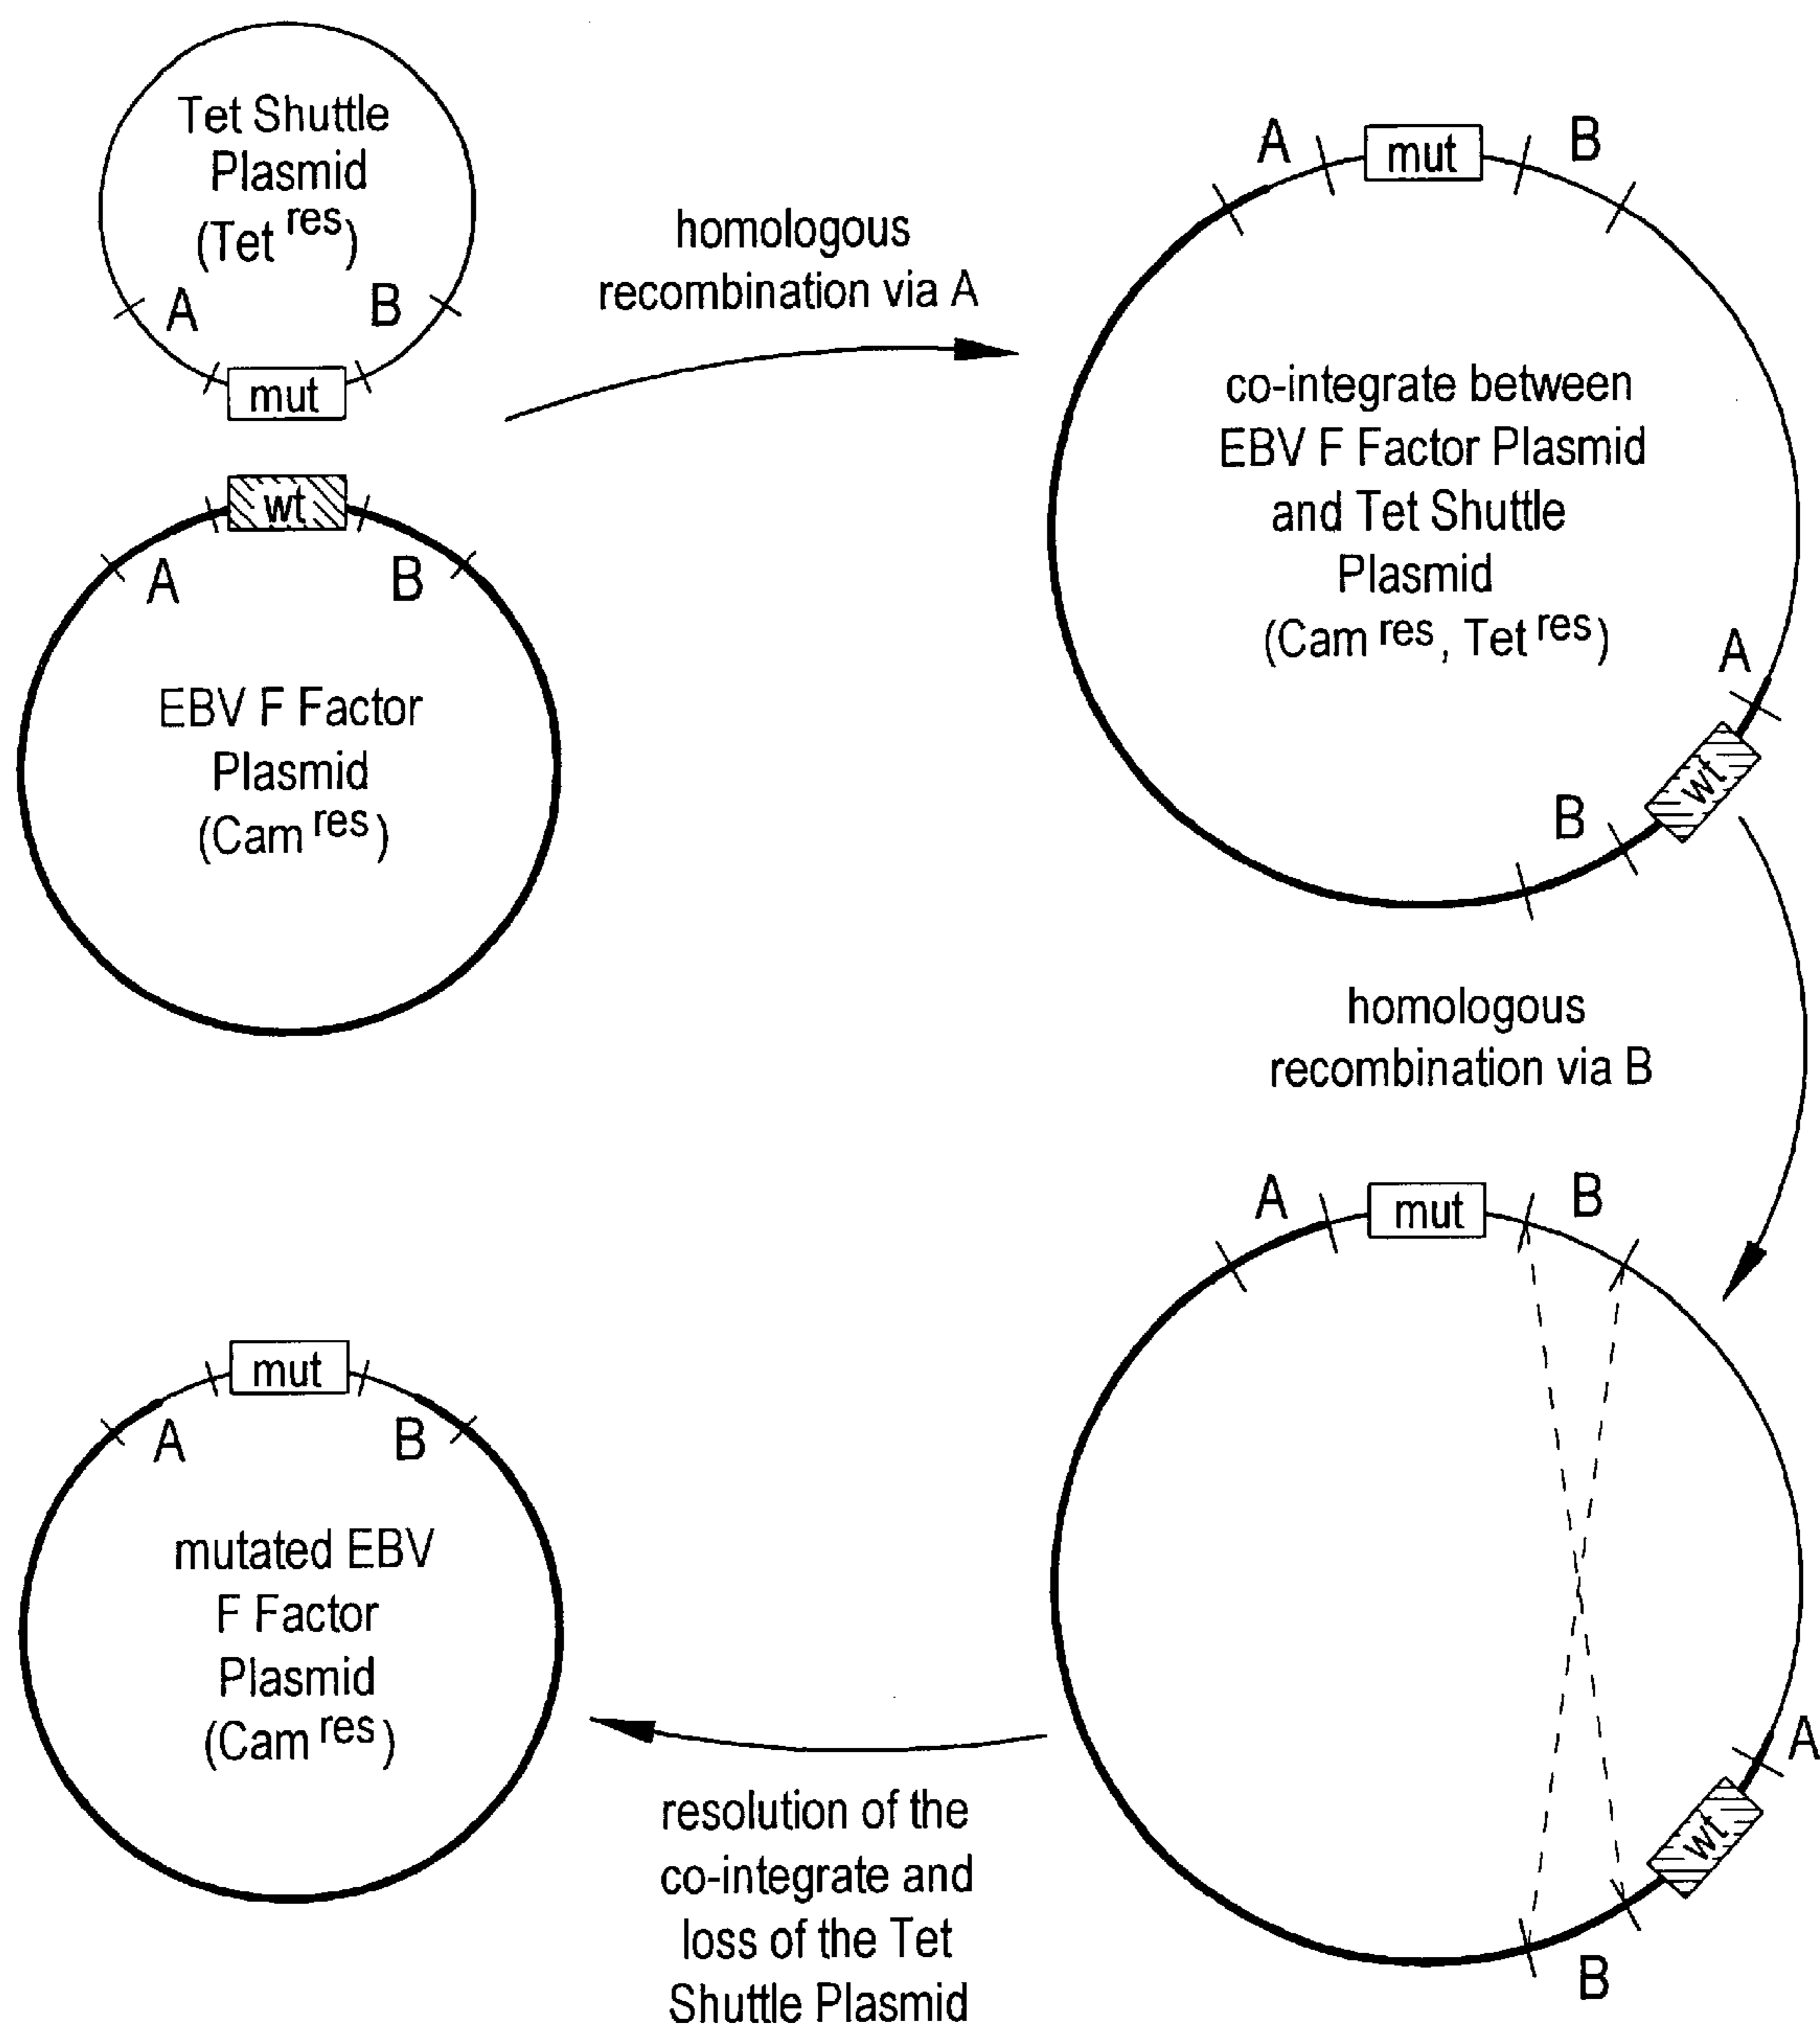 Tet Shuttle
Plasmid
(Tet res)
A
B
mut
wt
A
B
EBV F Factor
Plasmid
(Cam res)
homologous
recombination via A
A
mut
B
co-integrate between
EBV F Factor Plasmid
and Tet Shuttle
Plasmid
(Cam res, Tet res)
A
wt
B
homologous
recombination via B
A
mut
B
A
wt
B
resolution of the
co-integrate and
loss of the Tet
Shuttle Plasmid
mut
A
B
mutated EBV
F Factor
Plasmid
(Cam res)